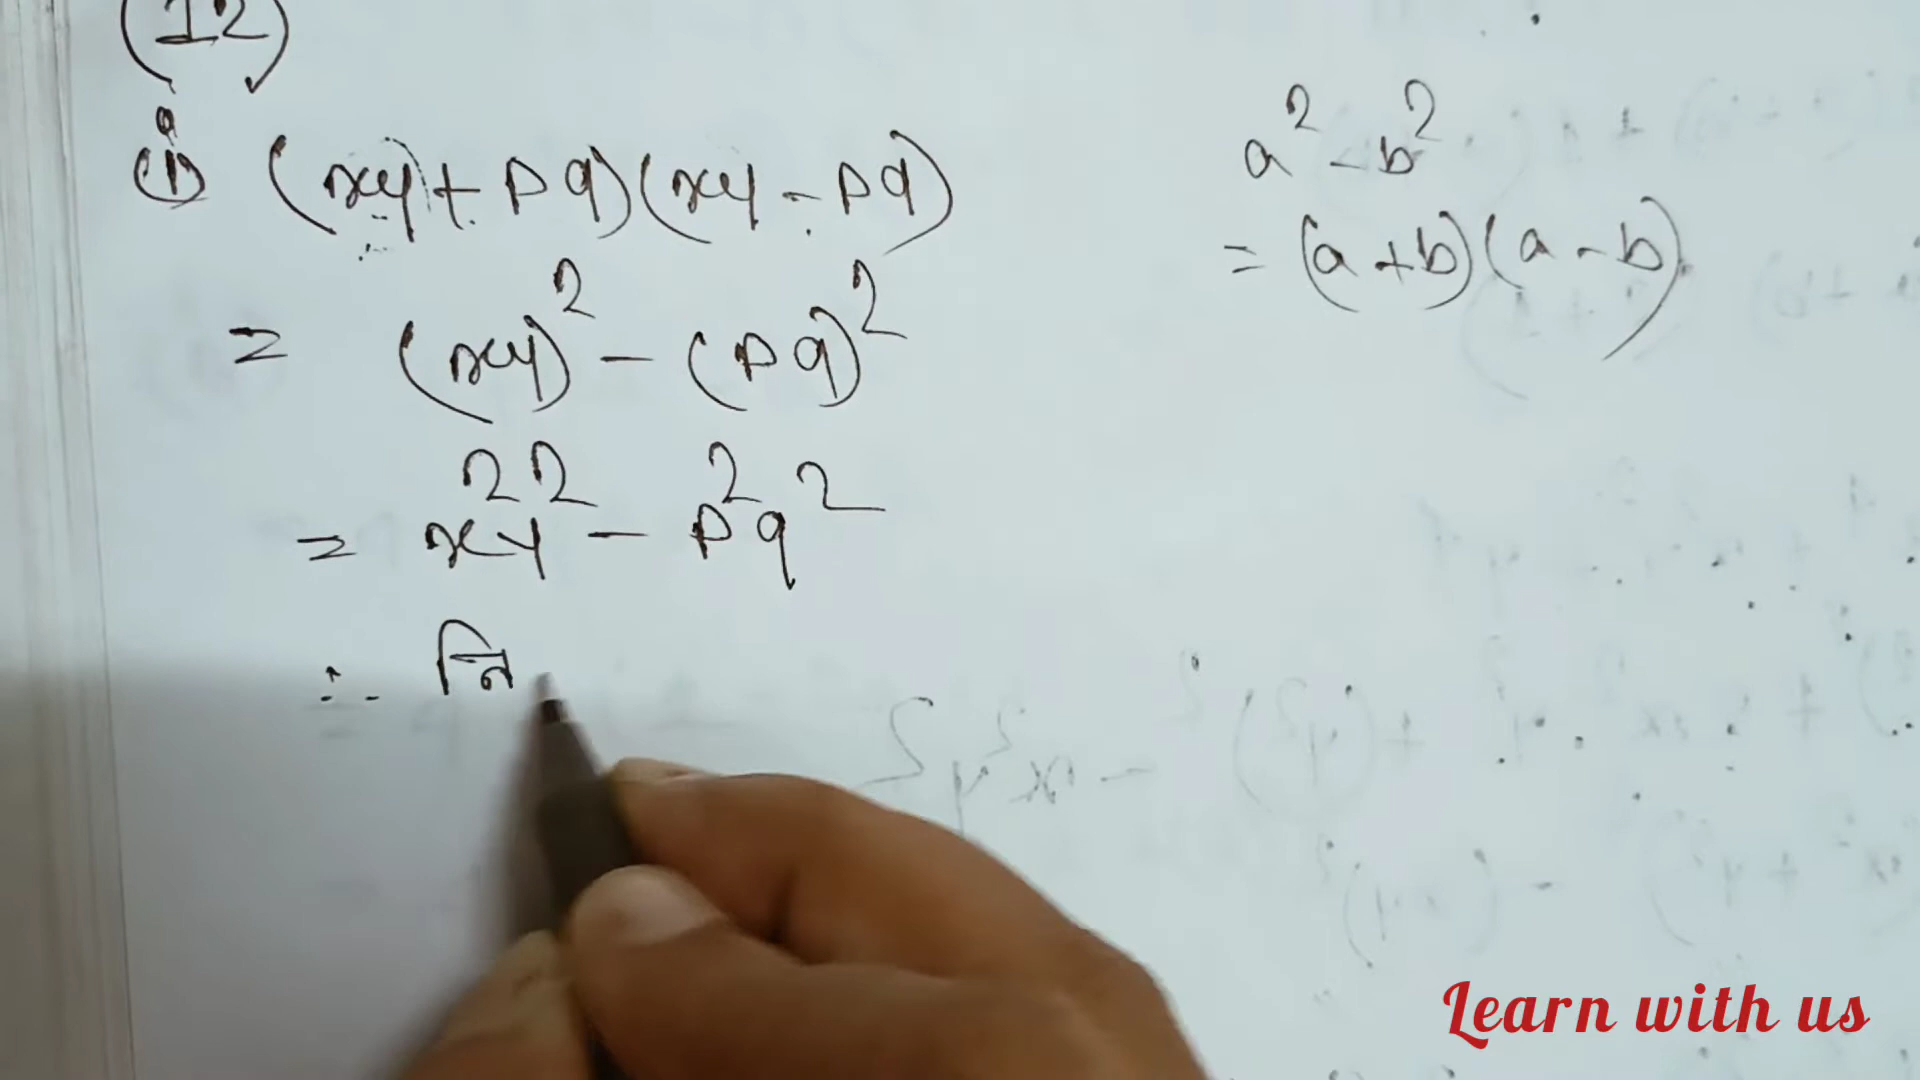 (12)
(i) (xy + pq)(xy - pq)
= (xy)² - (pq)²
= x²y² - p²q²
∴ নি
a² - b²
= (a + b)(a - b)
Learn with us